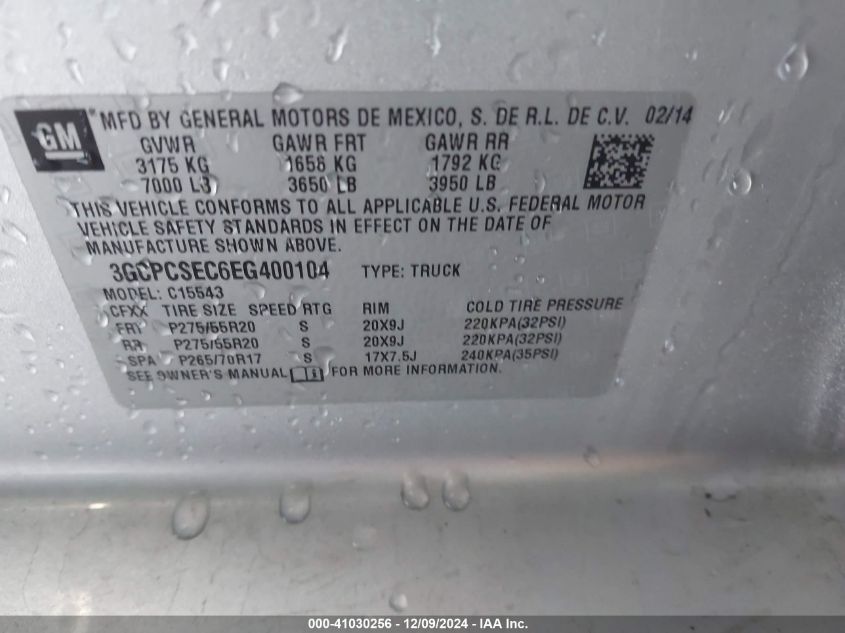 GM MFD BY GENERAL MOTORS DE MEXICO, S. DE R.L. DE C.V. 02/14
GVWR GAWR FRT GAWR RR
3175 KG 1656 KG 1792 KG
7000 LB 3650 LB 3950 LB
THIS VEHICLE CONFORMS TO ALL APPLICABLE U.S. FEDERAL MOTOR
VEHICLE SAFETY STANDARDS IN EFFECT ON THE DATE OF
MANUFACTURE SHOWN ABOVE.
3GCPCSEC6EG400104 TYPE: TRUCK
MODEL: C15543
CFXX TIRE SIZE SPEED RTG RIM COLD TIRE PRESSURE
FRT P275/55R20 S 20X9J 220KPA(32PSI)
RR P275/55R20 S 20X9J 220KPA(32PSI)
SPA P265/70R17 S 17X7.5J 240KPA(35PSI)
SEE OWNER'S MANUAL FOR MORE INFORMATION.
000-41030256 - 12/09/2024 - IAA Inc.